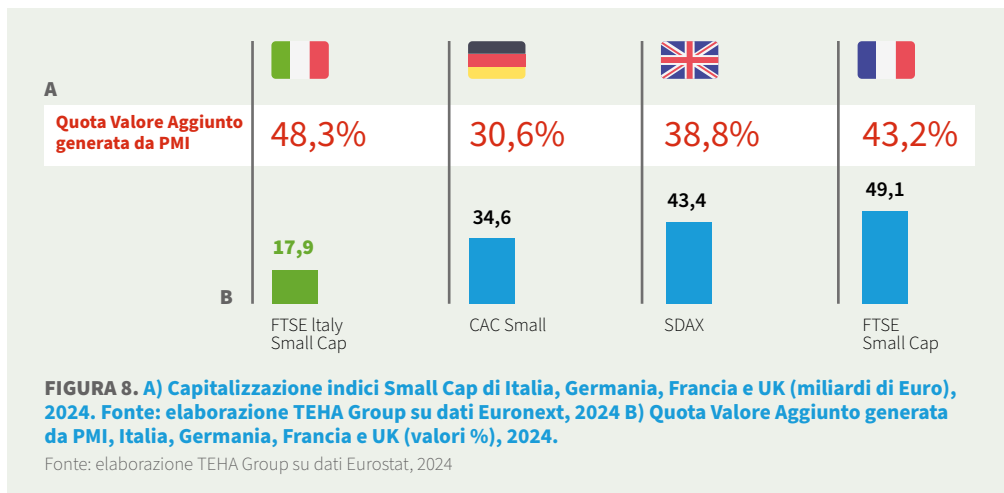 A
Quota Valore Aggiunto
generata da PMI
48,3%
30,6%
38,8%
43,2%
17,9
34,6
43,4
49,1
B
FTSE Italy
Small Cap
CAC Small
SDAX
FTSE
Small Cap
FIGURA 8. A) Capitalizzazione indici Small Cap di Italia, Germania, Francia e UK (miliardi di Euro),
2024. Fonte: elaborazione TEHA Group su dati Euronext, 2024 B) Quota Valore Aggiunto generata
da PMI, Italia, Germania, Francia e UK (valori %), 2024.
Fonte: elaborazione TEHA Group su dati Eurostat, 2024